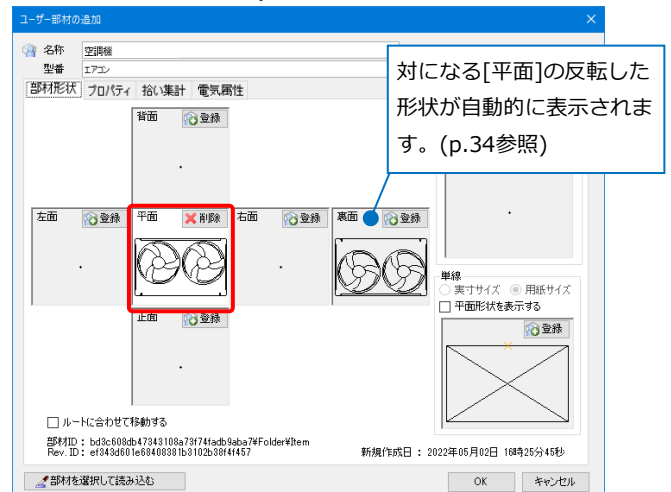 ユーザー部材の追加
名称 空調機
型番 エアコン
対になる[平面]の反転した
形状が自動的に表示されま
す。(p.34参照)
部材形状 プロパティ 拾い集計 電気属性
背面 登録
左面 登録 平面 削除 右面 登録 裏面 登録
正面 登録
単線
実寸サイズ 用紙サイズ
平面形状を表示する
登録
ルートに合わせて移動する
部材ID : bd3c608db47343108a73f74fadb9aba7¥Folder¥Item
Rev. ID : ef343d601e68408381b3102b38f4f457
新規作成日 : 2022年05月02日 16時25分45秒
部材を選択して読み込む OK キャンセル